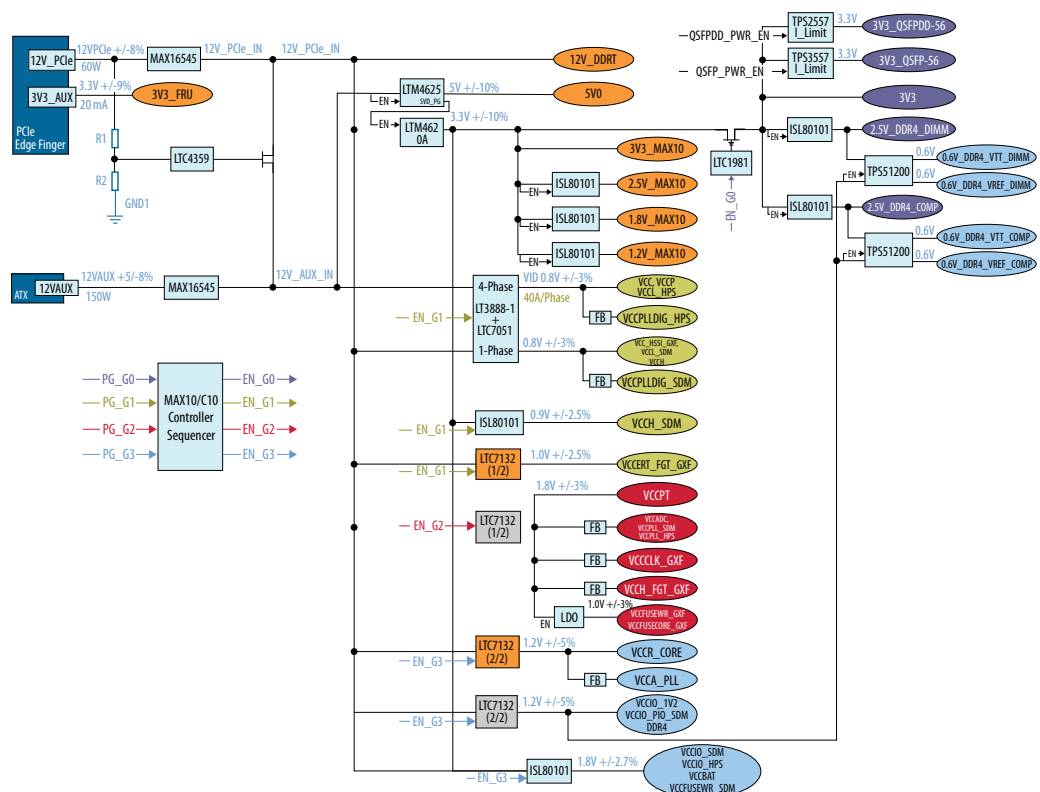 12V_PCIe
12VPCIe +/-8%
60W
MAX16545
12V_PCIe_IN
12V_PCIe_IN
3V3_AUX
3.3V +/-9%
20 mA
3V3_FRU
PCIe
Edge Finger
R1
R2
LTC4359
GND1
12V_DDRT
EN
LTM4625
SVD_PG
5V +/-10%
5V0
EN
LTM462
0A
3.3V +/-10%
3V3_MAX10
EN
ISL80101
2.5V_MAX10
EN
ISL80101
1.8V_MAX10
EN
ISL80101
1.2V_MAX10
LTC1981
EN_G0
QSFPDD_PWR_EN
TPS2557
I_Limit
3.3V
3V3_QSFPDD-56
QSFP_PWR_EN
TPS3557
I_Limit
3.3V
3V3_QSFP-56
3V3
EN
ISL80101
2.5V_DDR4_DIMM
EN
TPS51200
0.6V
0.6V_DDR4_VTT_DIMM
0.6V
0.6V_DDR4_VREF_DIMM
EN
ISL80101
2.5V_DDR4_COMP
EN
TPS51200
0.6V
0.6V_DDR4_VTT_COMP
0.6V
0.6V_DDR4_VREF_COMP
ATX
12VAUX
12VAUX +5/-8%
150W
MAX16545
12V_AUX_IN
EN_G1
4-Phase
LT3888-1
+
LTC7051
1-Phase
VID 0.8V +/-3%
40A/Phase
VCC, VCCP
VCCL_HPS
FB
VCCPLLDIG_HPS
0.8V +/-3%
VCC_HSSI_GXF,
VCCL_SDM
VCCH
FB
VCCPLLDIG_SDM
PG_G0
PG_G1
PG_G2
PG_G3
MAX10/C10
Controller
Sequencer
EN_G0
EN_G1
EN_G2
EN_G3
EN_G1
ISL80101
0.9V +/-2.5%
VCCH_SDM
EN_G1
LTC7132
(1/2)
1.0V +/-2.5%
VCCERT_FGT_GXF
EN_G2
LTC7132
(1/2)
1.8V +/-3%
VCCPT
FB
VCCADC,
VCCPLL_SDM
VCCPLL_HPS
FB
VCCCLK_GXF
FB
VCCH_FGT_GXF
1.0V +/-3%
EN
LDO
VCCFUSEWR_GXF
VCCFUSECORE_GXF
EN_G3
LTC7132
(2/2)
1.2V +/-5%
VCCR_CORE
FB
VCCA_PLL
EN_G3
LTC7132
(2/2)
1.2V +/-5%
VCCIO_1V2
VCCIO_PIO_SDM
DDR4
EN_G3
ISL80101
1.8V +/-2.7%
VCCIO_SDM
VCCIO_HPS
VCCBAT
VCCFUSEWR_SDM